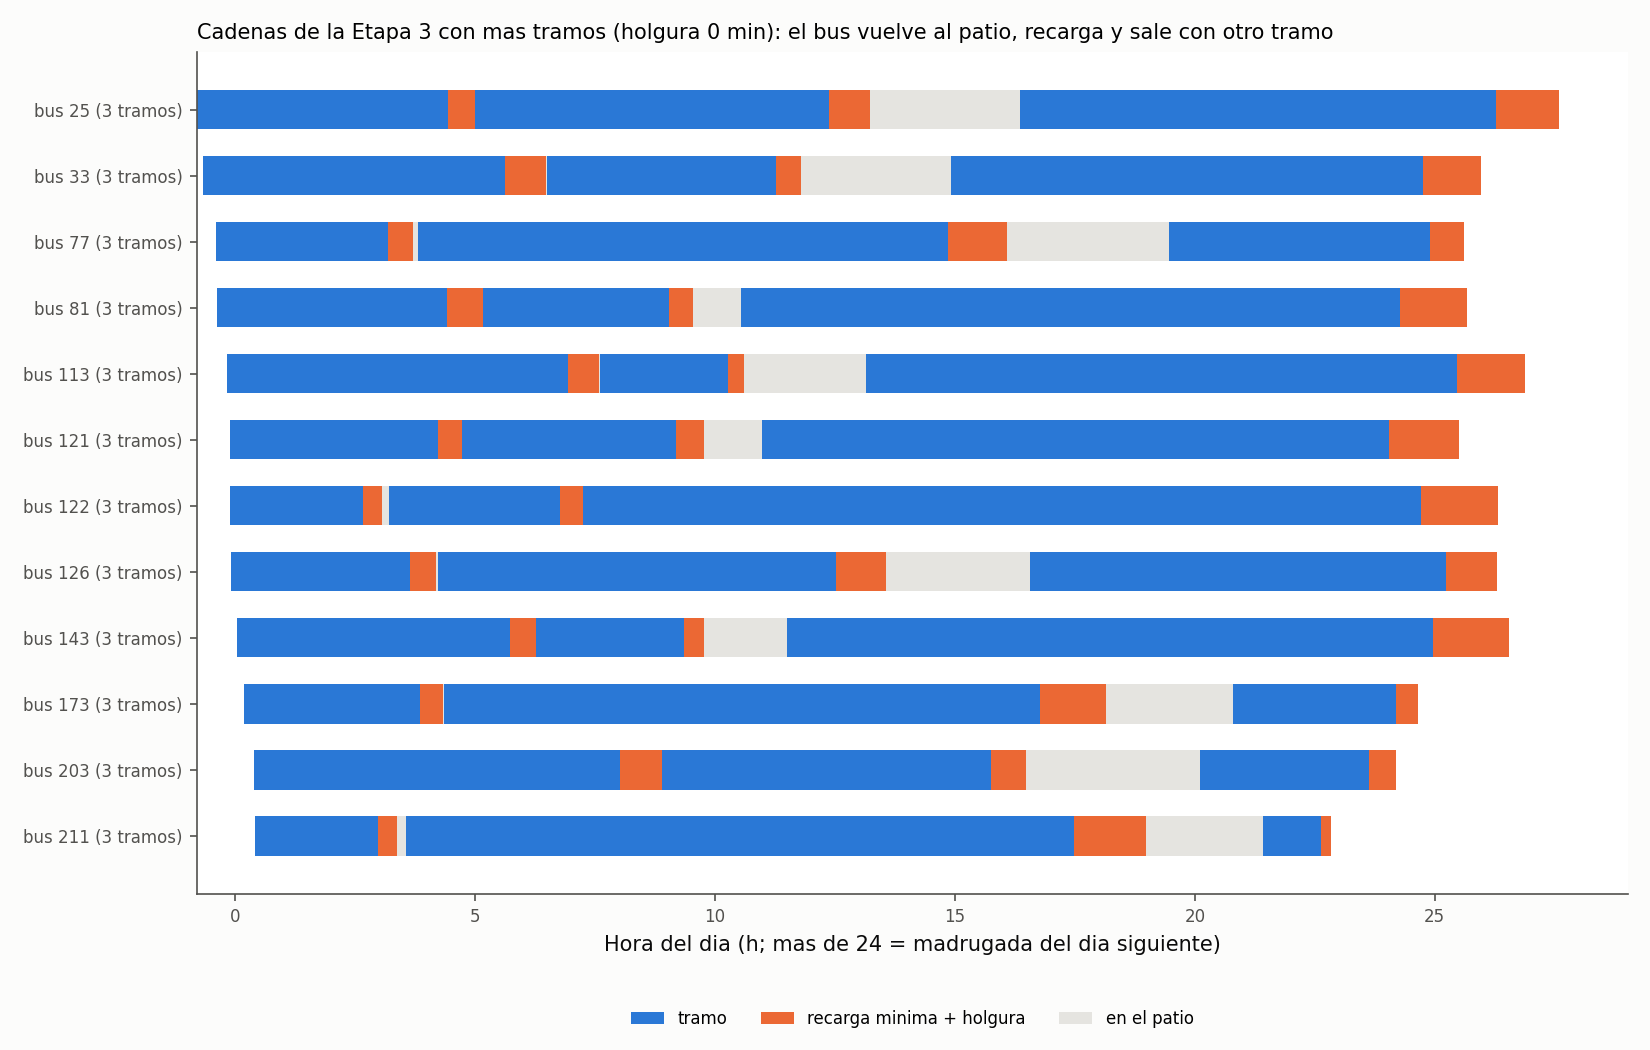 Cadenas de la Etapa 3 con mas tramos (holgura 0 min): el bus vuelve al patio, recarga y sale con otro tramo
bus 25 (3 tramos)
bus 33 (3 tramos)
bus 77 (3 tramos)
bus 81 (3 tramos)
bus 113 (3 tramos)
bus 121 (3 tramos)
bus 122 (3 tramos)
bus 126 (3 tramos)
bus 143 (3 tramos)
bus 173 (3 tramos)
bus 203 (3 tramos)
bus 211 (3 tramos)
0 5 10 15 20 25
Hora del dia (h; mas de 24 = madrugada del dia siguiente)
tramo recarga minima + holgura en el patio